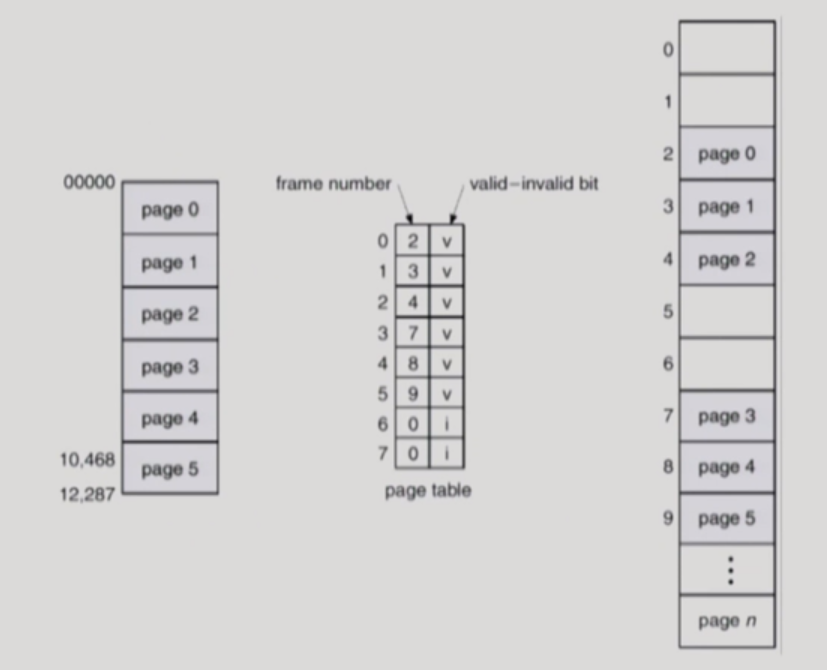 00000
page 0
page 1
page 2
page 3
page 4
10,468
page 5
12,287
frame number
valid–invalid bit
0 2 v
1 3 v
2 4 v
3 7 v
4 8 v
5 9 v
6 0 i
7 0 i
page table
0
1
2 page 0
3 page 1
4 page 2
5
6
7 page 3
8 page 4
9 page 5
⋮
page n